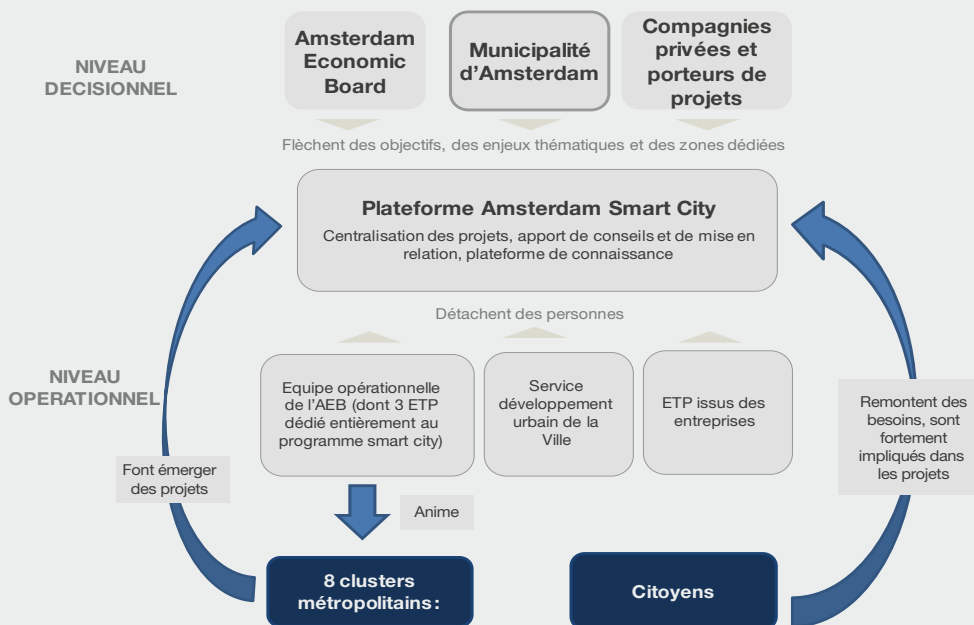 NIVEAU
DECISIONNEL
Amsterdam
Economic
Board
Municipalité
d’Amsterdam
Compagnies
privées et
porteurs de
projets
Flèchent des objectifs, des enjeux thématiques et des zones dédiées
Plateforme Amsterdam Smart City
Centralisation des projets, apport de conseils et de mise en
relation, plateforme de connaissance
Détachent des personnes
NIVEAU
OPERATIONNEL
Equipe opérationnelle
de l’AEB (dont 3 ETP
dédié entièrement au
programme smart city)
Service
développement
urbain de la
Ville
ETP issus des
entreprises
Remontent des
besoins, sont
fortement
impliqués dans
les projets
Font émerger
des projets
Anime
8 clusters
métropolitains :
Citoyens